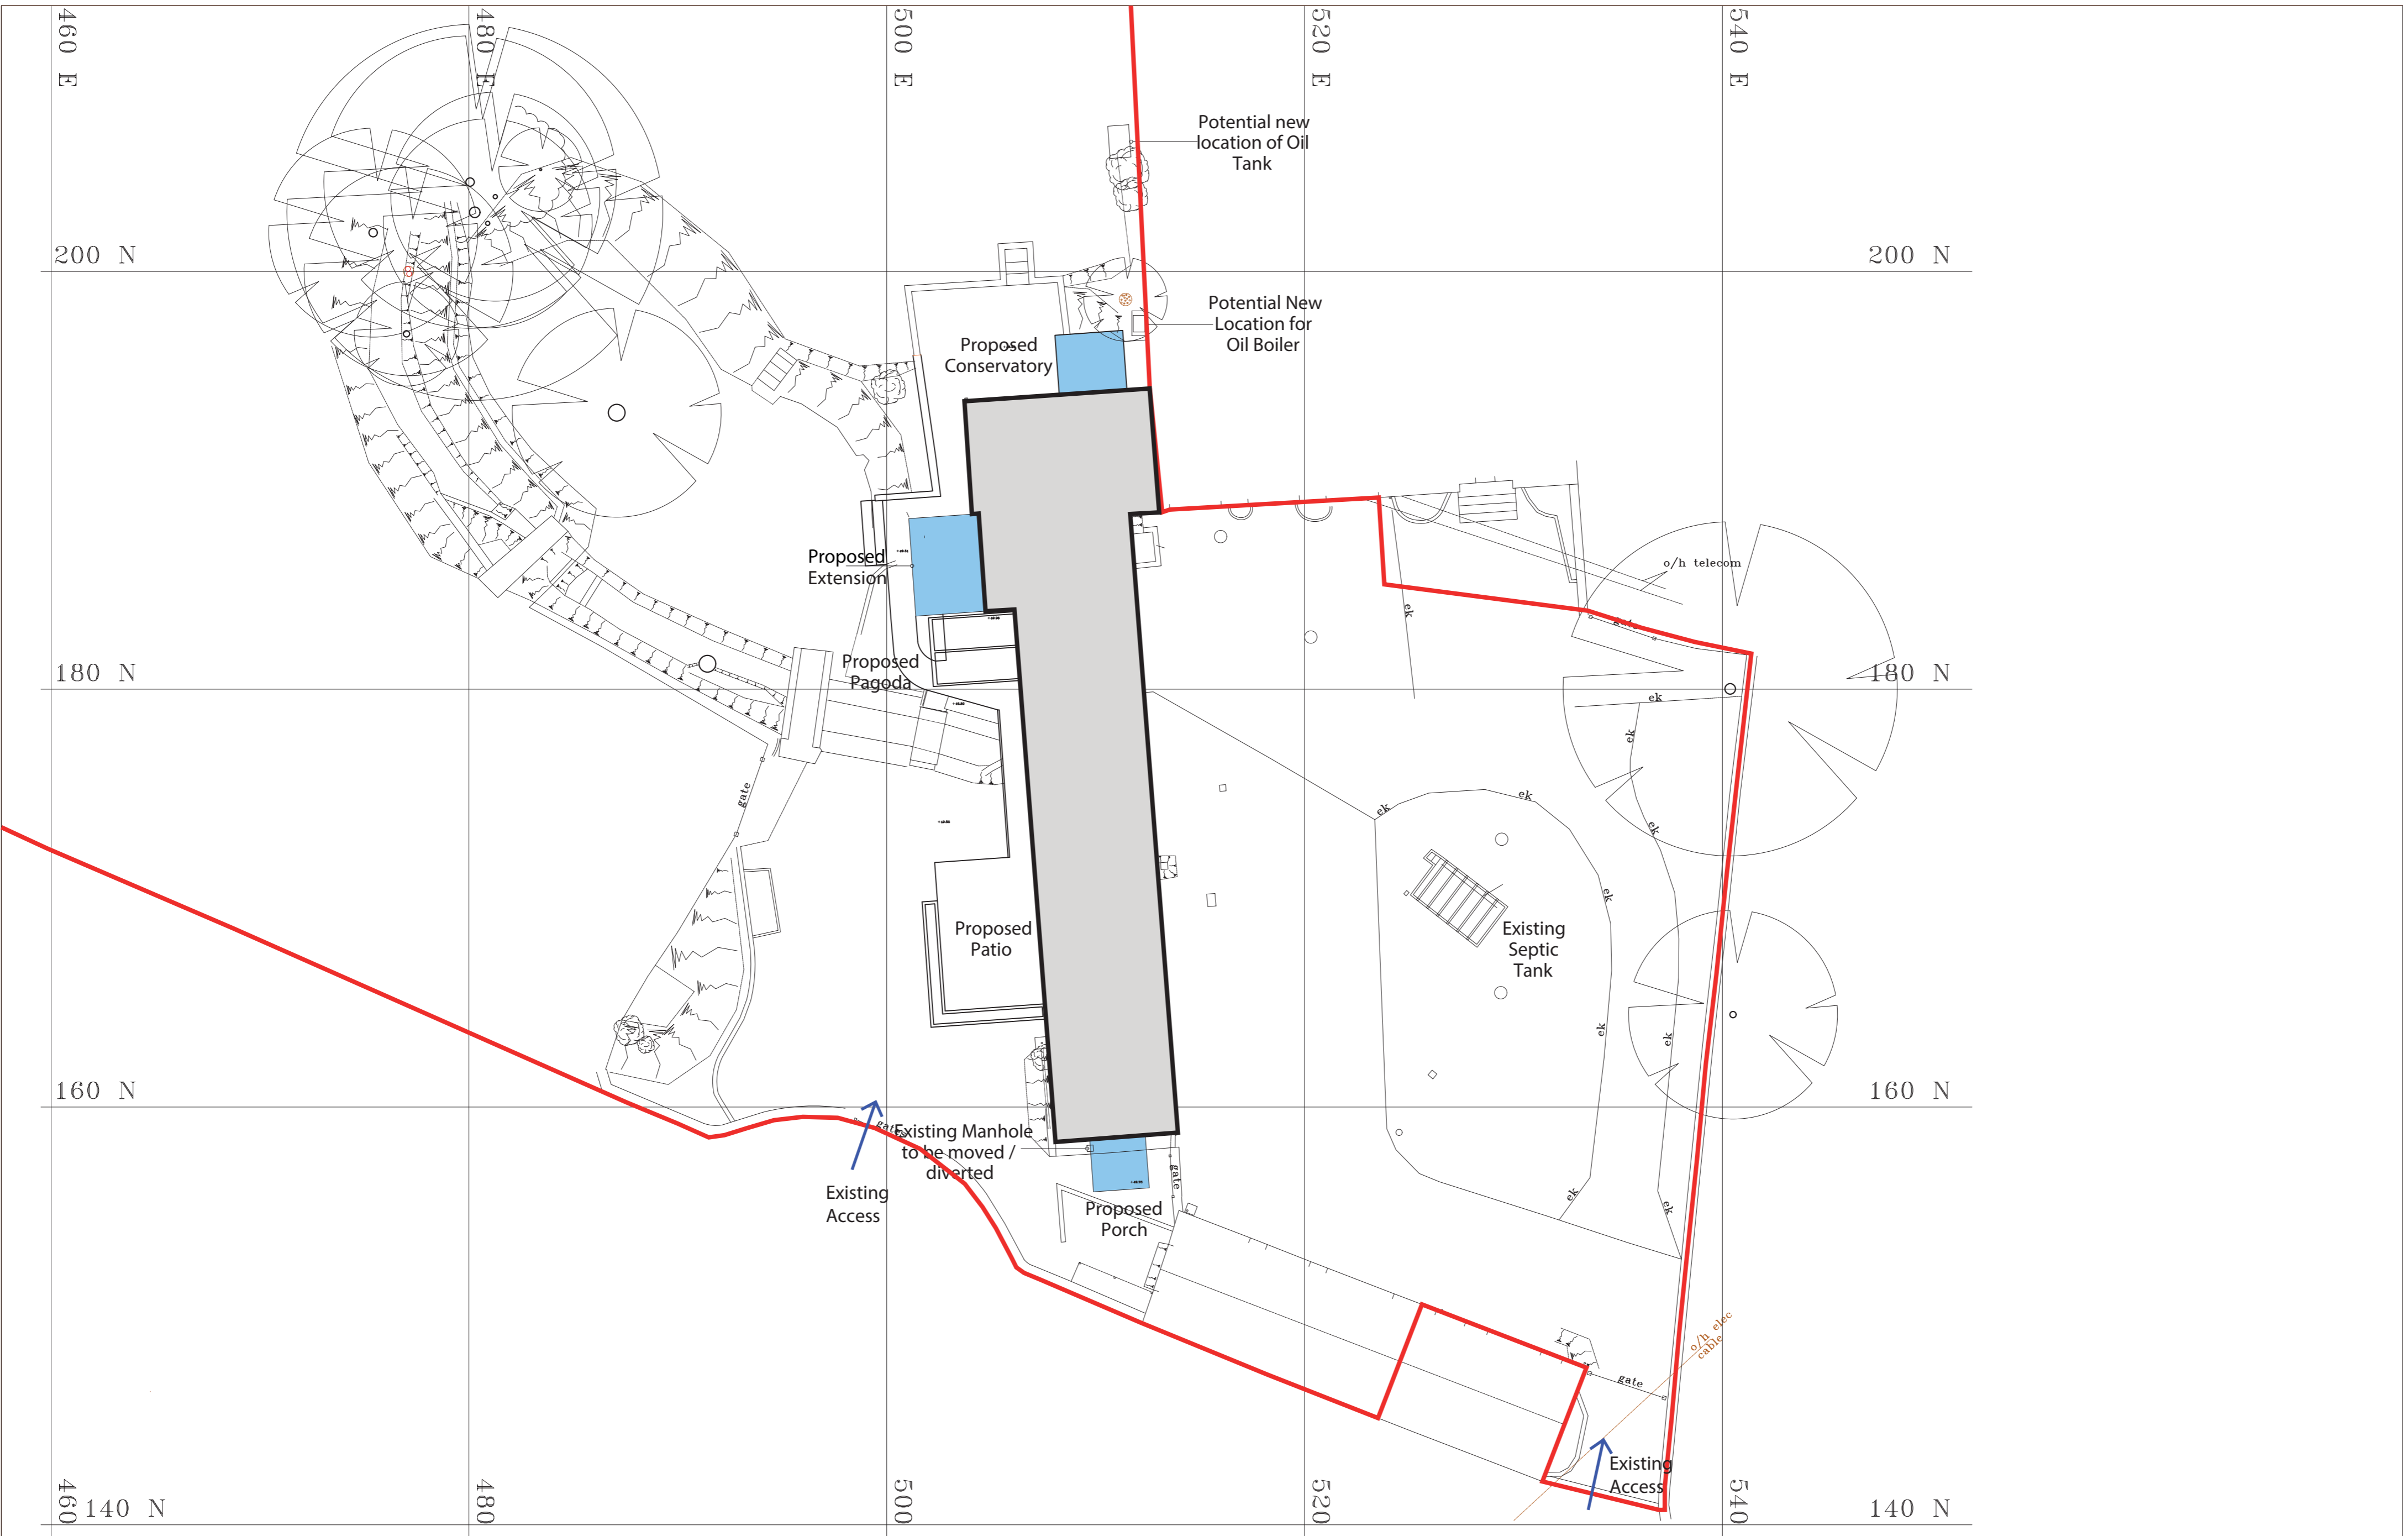 460 E
480 E
500 E
520 E
540 E
Potential new
location of Oil
Tank
200 N
200 N
Potential New
Location for
Oil Boiler
Proposed
Conservatory
Proposed
Extension
o/h telecom
ek
gate
Proposed
Pagoda
180 N
180 N
ek
ek
gate
ek
ek
ek
ek
Proposed
Patio
Existing
Septic
Tank
ek
ek
160 N
160 N
gate
Existing Manhole
to be moved /
diverted
gate
Existing
Access
ek
ek
Proposed
Porch
o/h elec
cable
gate
Existing
Access
460
480
500
520
540
140 N
140 N